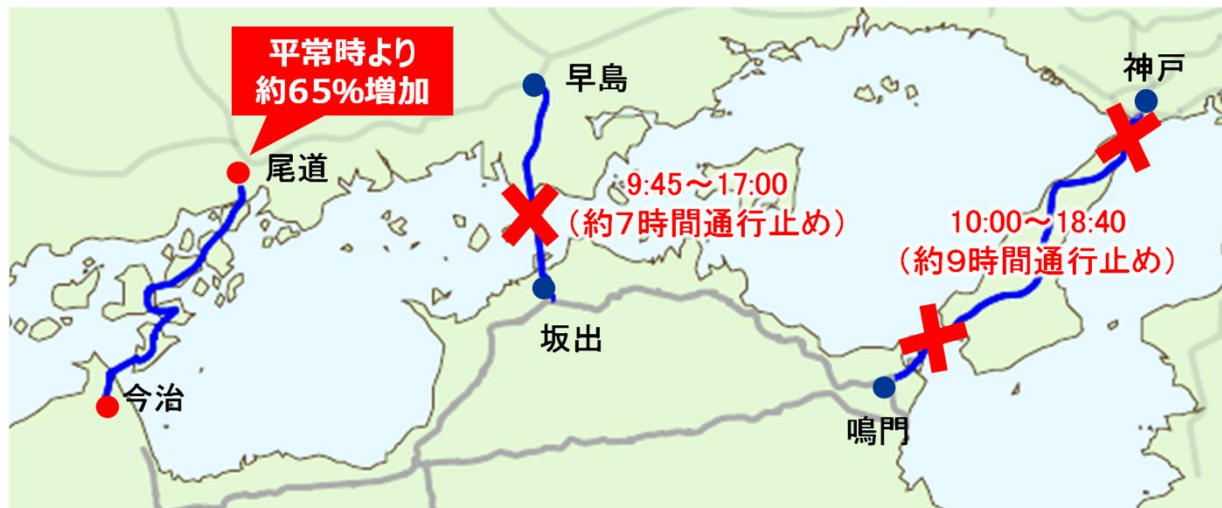 平常時より
約65%増加
早島
神戸
尾道
9:45～17:00
（約7時間通行止め）
10:00～18:40
（約9時間通行止め）
坂出
今治
鳴門